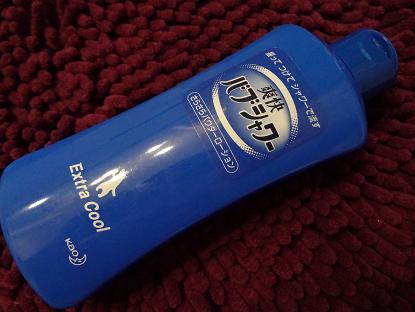 振ってつけてシャワーで流す
爽快
バブシャワー
さらさらパウダーローション
Extra Cool
KAO